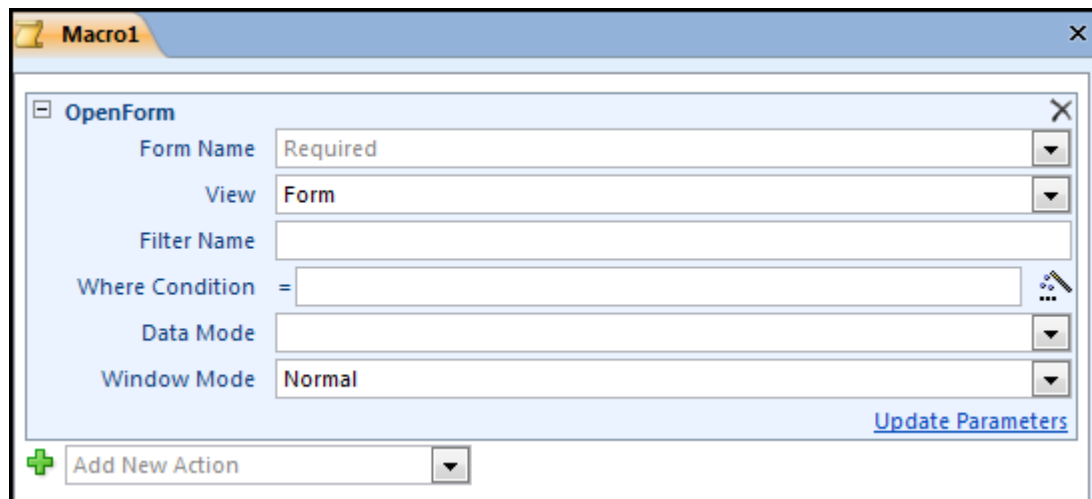 Macro1
OpenForm
Form Name Required
View Form
Filter Name
Where Condition =
Data Mode
Window Mode Normal
Update Parameters
Add New Action